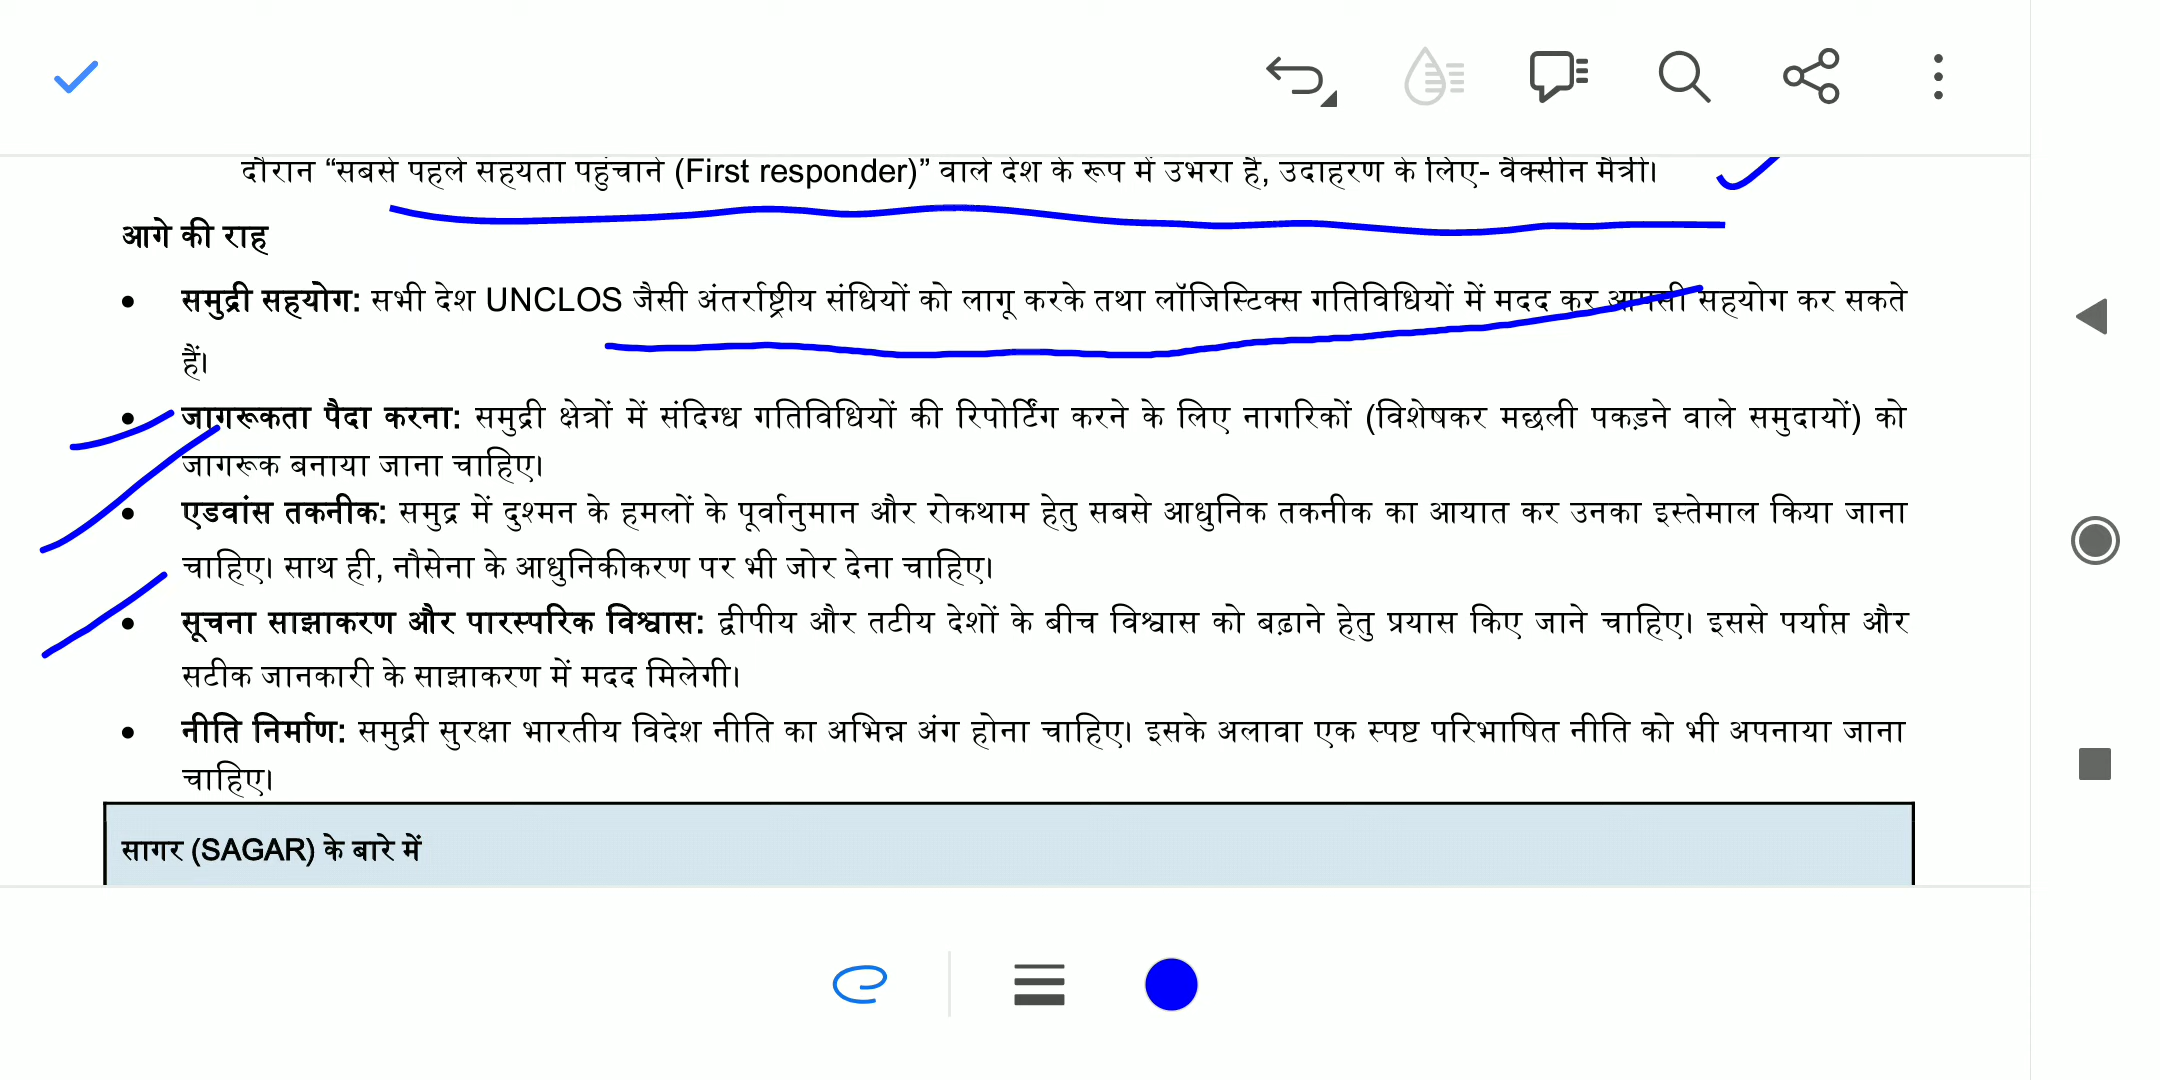 दौरान “सबसे पहले सहयता पहुंचाने (First responder)” वाले देश के रूप में उभरा है, उदाहरण के लिए- वैक्सीन मैत्री।
आगे की राह
• समुद्री सहयोग: सभी देश UNCLOS जैसी अंतर्राष्ट्रीय संधियों को लागू करके तथा लॉजिस्टिक्स गतिविधियों में मदद कर आपसी सहयोग कर सकते
हैं।
• जागरूकता पैदा करना: समुद्री क्षेत्रों में संदिग्ध गतिविधियों की रिपोर्टिंग करने के लिए नागरिकों (विशेषकर मछली पकड़ने वाले समुदायों) को
जागरूक बनाया जाना चाहिए।
• एडवांस तकनीक: समुद्र में दुश्मन के हमलों के पूर्वानुमान और रोकथाम हेतु सबसे आधुनिक तकनीक का आयात कर उनका इस्तेमाल किया जाना
चाहिए। साथ ही, नौसेना के आधुनिकीकरण पर भी जोर देना चाहिए।
• सूचना साझाकरण और पारस्परिक विश्वास: द्वीपीय और तटीय देशों के बीच विश्वास को बढ़ाने हेतु प्रयास किए जाने चाहिए। इससे पर्याप्त और
सटीक जानकारी के साझाकरण में मदद मिलेगी।
• नीति निर्माण: समुद्री सुरक्षा भारतीय विदेश नीति का अभिन्न अंग होना चाहिए। इसके अलावा एक स्पष्ट परिभाषित नीति को भी अपनाया जाना
चाहिए।
सागर (SAGAR) के बारे में